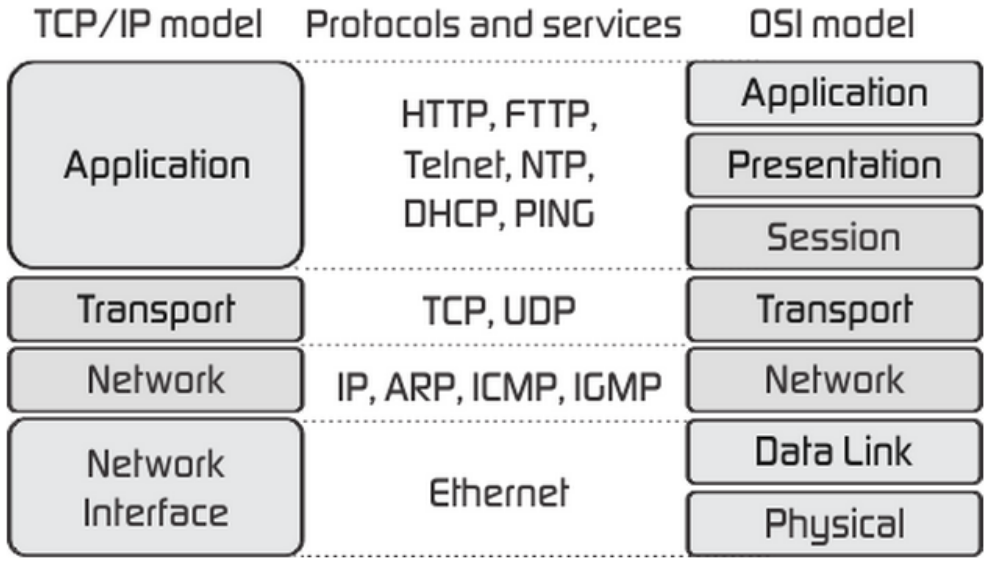 TCP/IP model
Protocols and services
OSI model
Application
HTTP, FTTP,
Telnet, NTP,
DHCP, PING
Application
Presentation
Session
Transport
TCP, UDP
Transport
Network
IP, ARP, ICMP, IGMP
Network
Network
Interface
Ethernet
Data Link
Physical